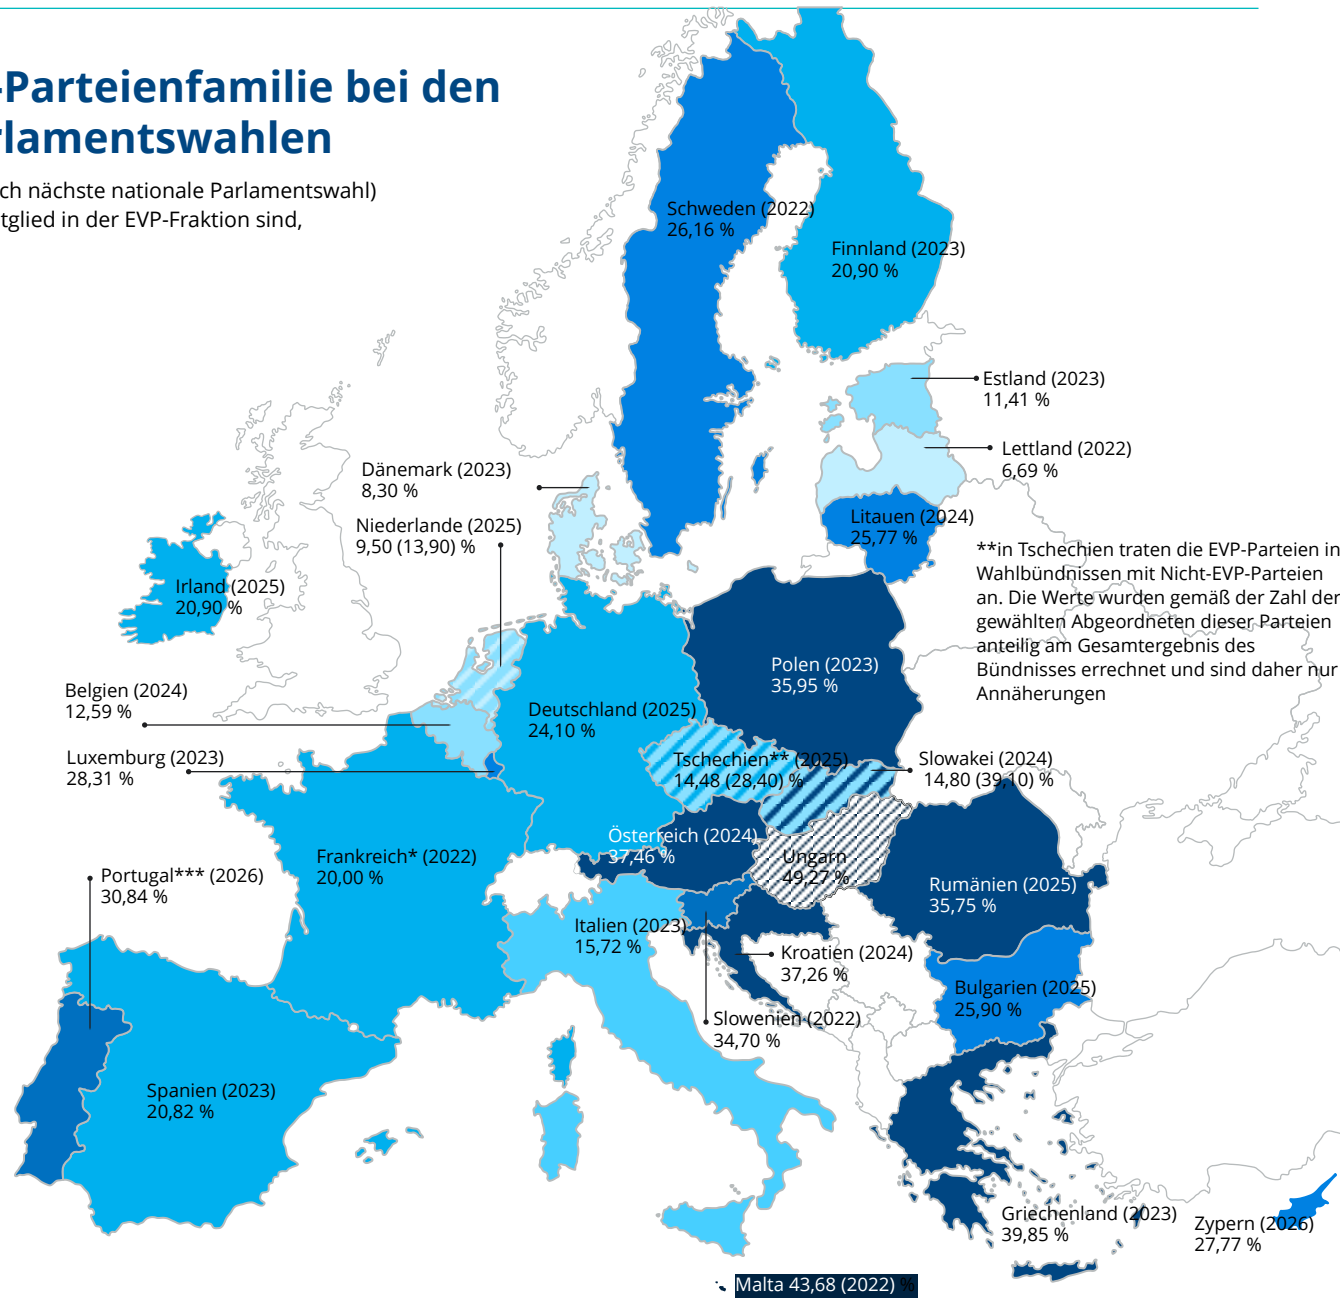 -Parteienfamilie bei den
rlamentswahlen
ch nächste nationale Parlamentswahl)
tglied in der EVP-Fraktion sind,
Schweden (2022)
26,16 %
Finnland (2023)
20,90 %
Estland (2023)
11,41 %
Lettland (2022)
6,69 %
Dänemark (2023)
8,30 %
Niederlande (2025)
9,50 (13,90) %
Litauen (2024)
25,77 %
**in Tschechien traten die EVP-Parteien in
Wahlbündnissen mit Nicht-EVP-Parteien
an. Die Werte wurden gemäß der Zahl der
gewählten Abgeordneten dieser Parteien
anteilig am Gesamtergebnis des
Bündnisses errechnet und sind daher nur
Annäherungen
Irland (2025)
20,90 %
Polen (2023)
35,95 %
Belgien (2024)
12,59 %
Deutschland (2025)
24,10 %
Luxemburg (2023)
28,31 %
Tschechien** (2025)
14,48 (28,40) %
Slowakei (2024)
14,80 (39,10) %
Österreich (2024)
37,46 %
Ungarn
49,27 %
Frankreich* (2022)
20,00 %
Portugal*** (2026)
30,84 %
Rumänien (2025)
35,75 %
Italien (2023)
15,72 %
Kroatien (2024)
37,26 %
Bulgarien (2025)
25,90 %
Slowenien (2022)
34,70 %
Spanien (2023)
20,82 %
Griechenland (2023)
39,85 %
Zypern (2026)
27,77 %
Malta 43,68 (2022) %